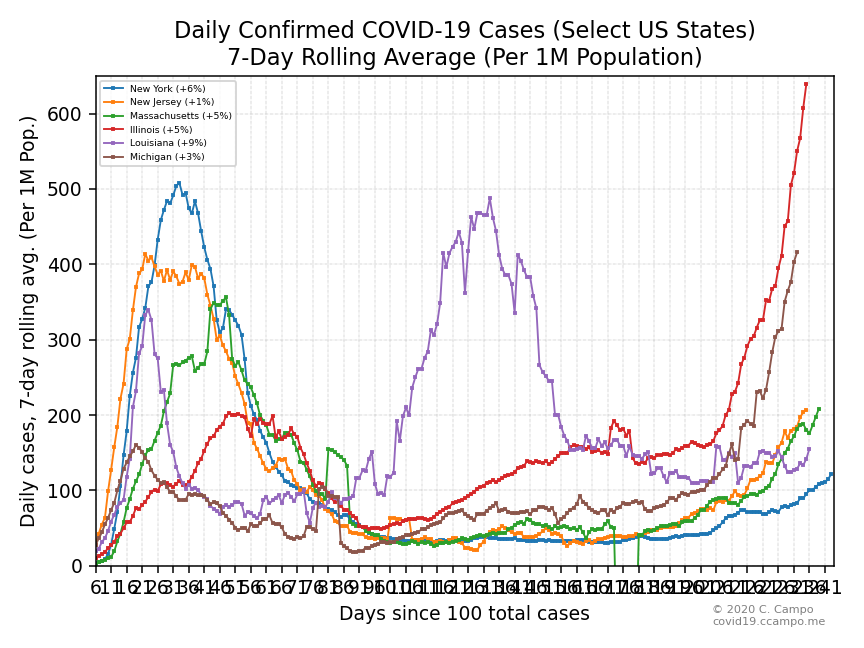 Daily Confirmed COVID-19 Cases (Select US States)
7-Day Rolling Average (Per 1M Population)
Daily cases, 7-day rolling avg. (Per 1M Pop.)
600
500
400
300
200
100
0
New York (+6%)
New Jersey (+1%)
Massachusetts (+5%)
Illinois (+5%)
Louisiana (+9%)
Michigan (+3%)
Days since 100 total cases
© 2020 C. Campo
covid19.ccampo.me